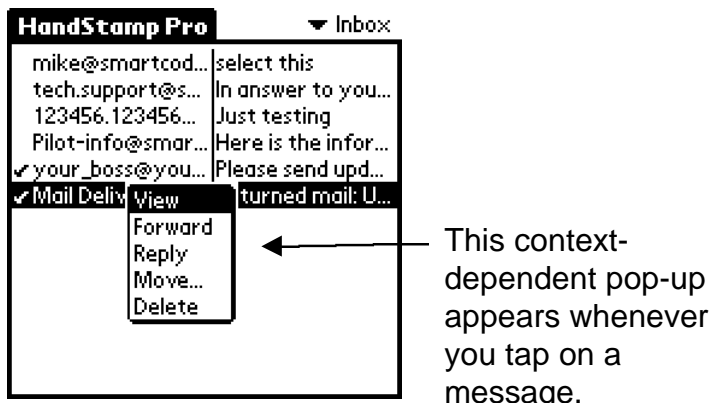 HandStamp Pro Inbox
mike@smartcod... select this
tech.support@s... In answer to you...
123456.123456... Just testing
Pilot-info@smar... Here is the infor...
your_boss@you... Please send upd...
Mail Deliv turned mail: U...
View
Forward
Reply
Move...
Delete
This context-
dependent pop-up
appears whenever
you tap on a
message.